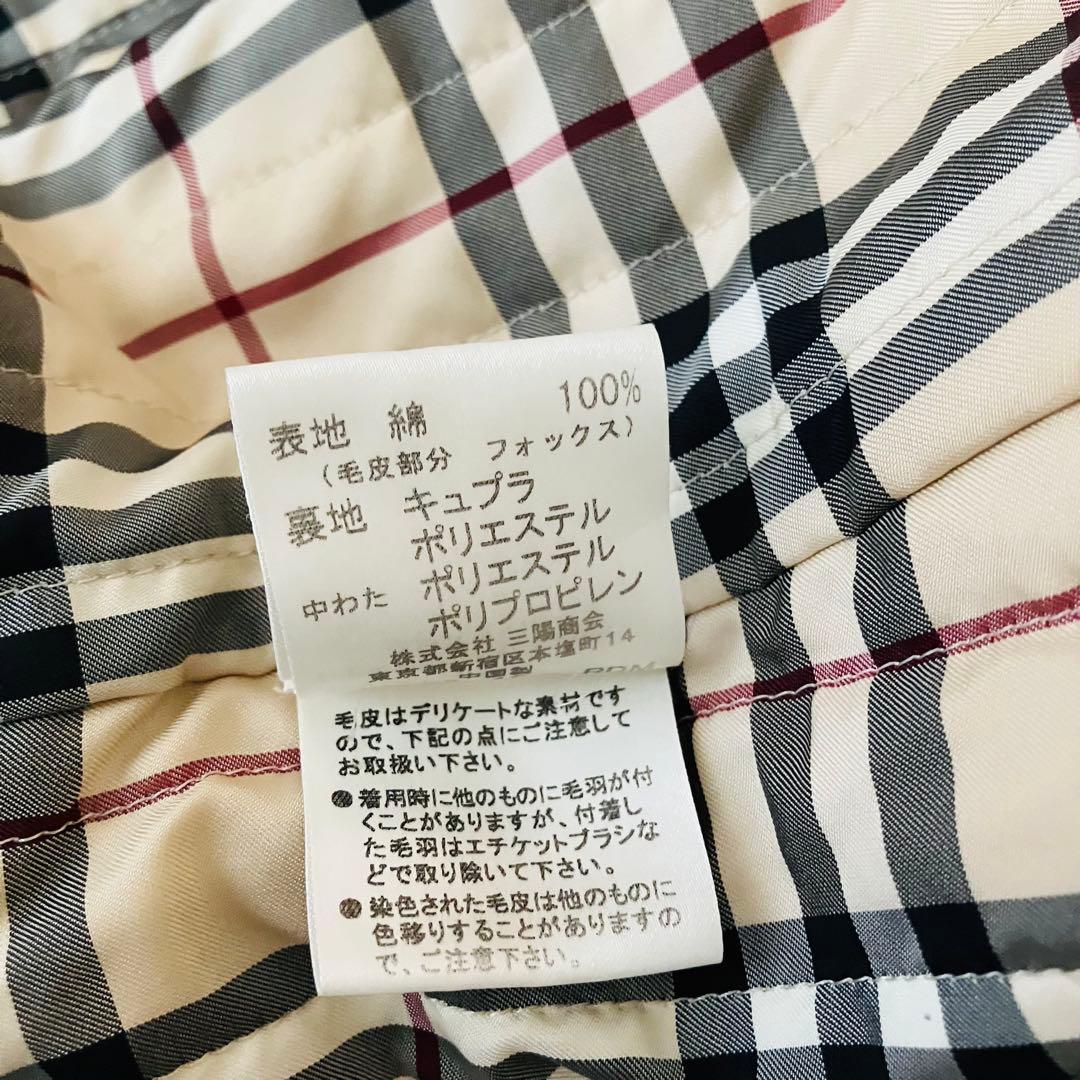 表地 綿 100%
(毛皮部分 フォックス)
裏地 キュプラ
ポリエステル
中わた ポリエステル
ポリプロピレン
株式会社 三陽商会
東京都新宿区本塩町14
中国製
毛皮はデリケートな素材です
ので、下記の点にご注意して
お取扱い下さい。
●着用時に他のものに毛羽が付
くことがありますが、付着し
た毛羽はエチケットブラシな
どで取り除いて下さい。
●染色された毛皮は他のものに
色移りすることがありますの
で、ご注意下さい。